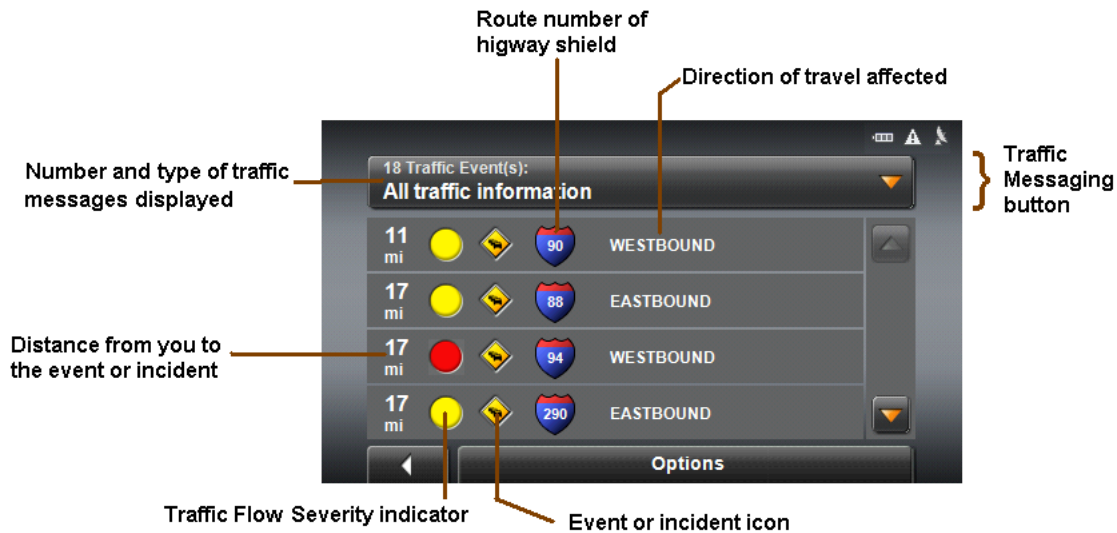 Route number of
higway shield
Direction of travel affected
Number and type of traffic
messages displayed
18 Traffic Event(s):
All traffic information
Traffic
Messaging
button
11
mi
90
WESTBOUND
17
mi
88
EASTBOUND
Distance from you to
the event or incident
17
mi
94
WESTBOUND
17
mi
290
EASTBOUND
Options
Traffic Flow Severity indicator
Event or incident icon